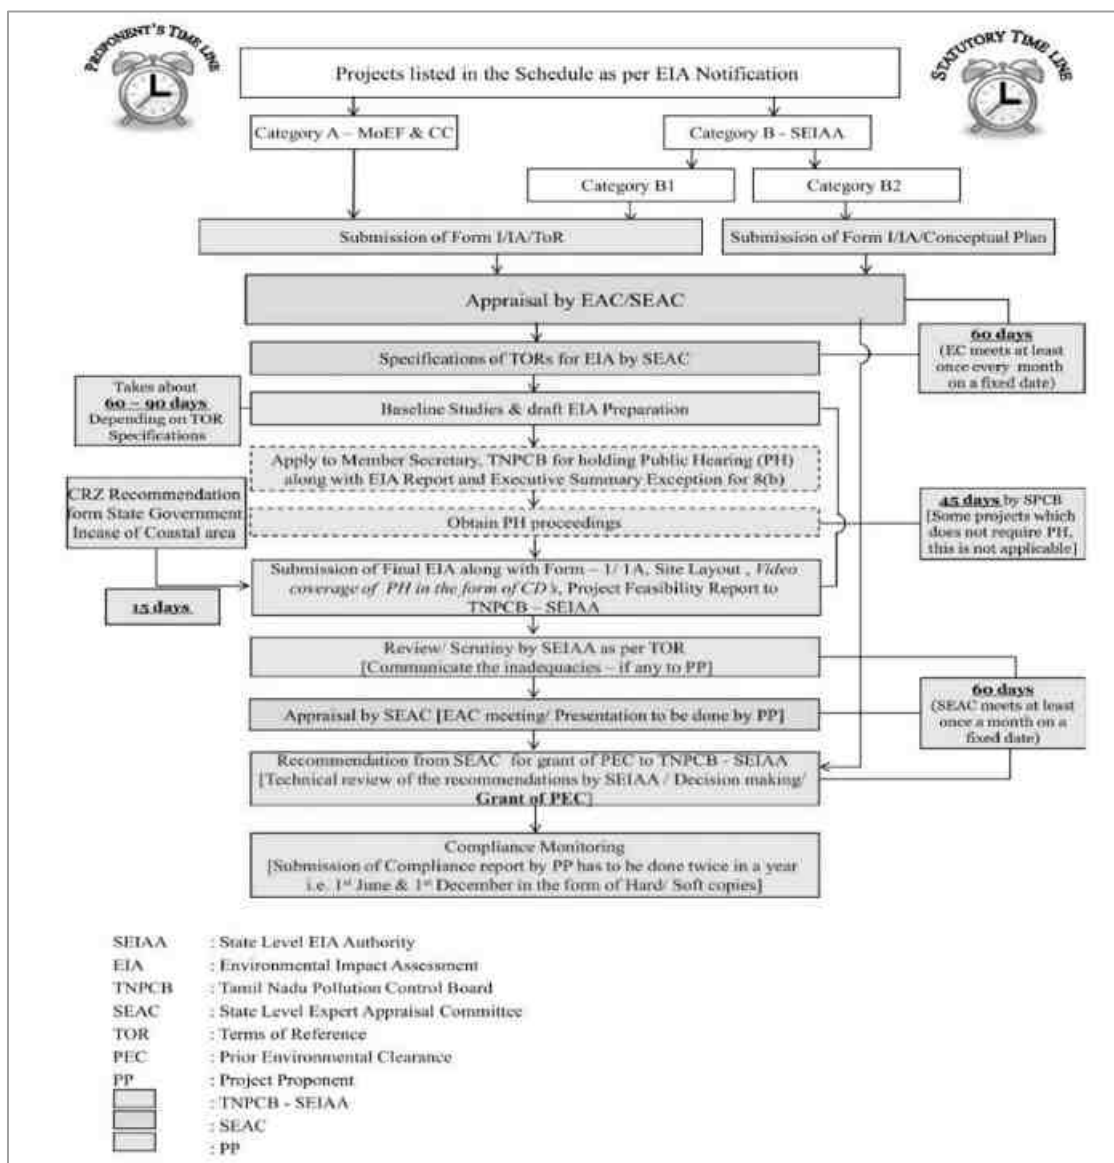 PROPONENT'S TIME LINE
STATUTORY TIME LINE
Projects listed in the Schedule as per EIA Notification
Category A – MoEF & CC
Category B - SEIAA
Category B1
Category B2
Submission of Form I/IA/ToR
Submission of Form I/IA/Conceptual Plan
Appraisal by EAC/SEAC
60 days
(EC meets at least
once every month
on a fixed date)
Specifications of TORs for EIA by SEAC
Takes about
60 – 90 days
Depending on TOR
Specifications
Baseline Studies & draft EIA Preparation
Apply to Member Secretary, TNPCB for holding Public Hearing (PH)
along with EIA Report and Executive Summary Exception for 8(b)
CRZ Recommendation
form State Government
Incase of Coastal area
45 days by SPCB
[Some projects which
does not require PH,
this is not applicable]
Obtain PH proceedings
Submission of Final EIA along with Form – 1/ 1A, Site Layout , Video
coverage of PH in the form of CD's, Project Feasibility Report to
TNPCB – SEIAA
15 days
Review/ Scrutiny by SEIAA as per TOR
[Communicate the inadequacies – if any to PP]
60 days
(SEAC meets at least
once a month on a
fixed date)
Appraisal by SEAC [EAC meeting/ Presentation to be done by PP]
Recommendation from SEAC for grant of PEC to TNPCB - SEIAA
[Technical review of the recommendations by SEIAA / Decision making/
Grant of PEC]
Compliance Monitoring
[Submission of Compliance report by PP has to be done twice in a year
i.e. 1st June & 1st December in the form of Hard/ Soft copies]
SEIAA : State Level EIA Authority
EIA : Environmental Impact Assessment
TNPCB : Tamil Nadu Pollution Control Board
SEAC : State Level Expert Appraisal Committee
TOR : Terms of Reference
PEC : Prior Environmental Clearance
PP : Project Proponent
: TNPCB - SEIAA
: SEAC
: PP